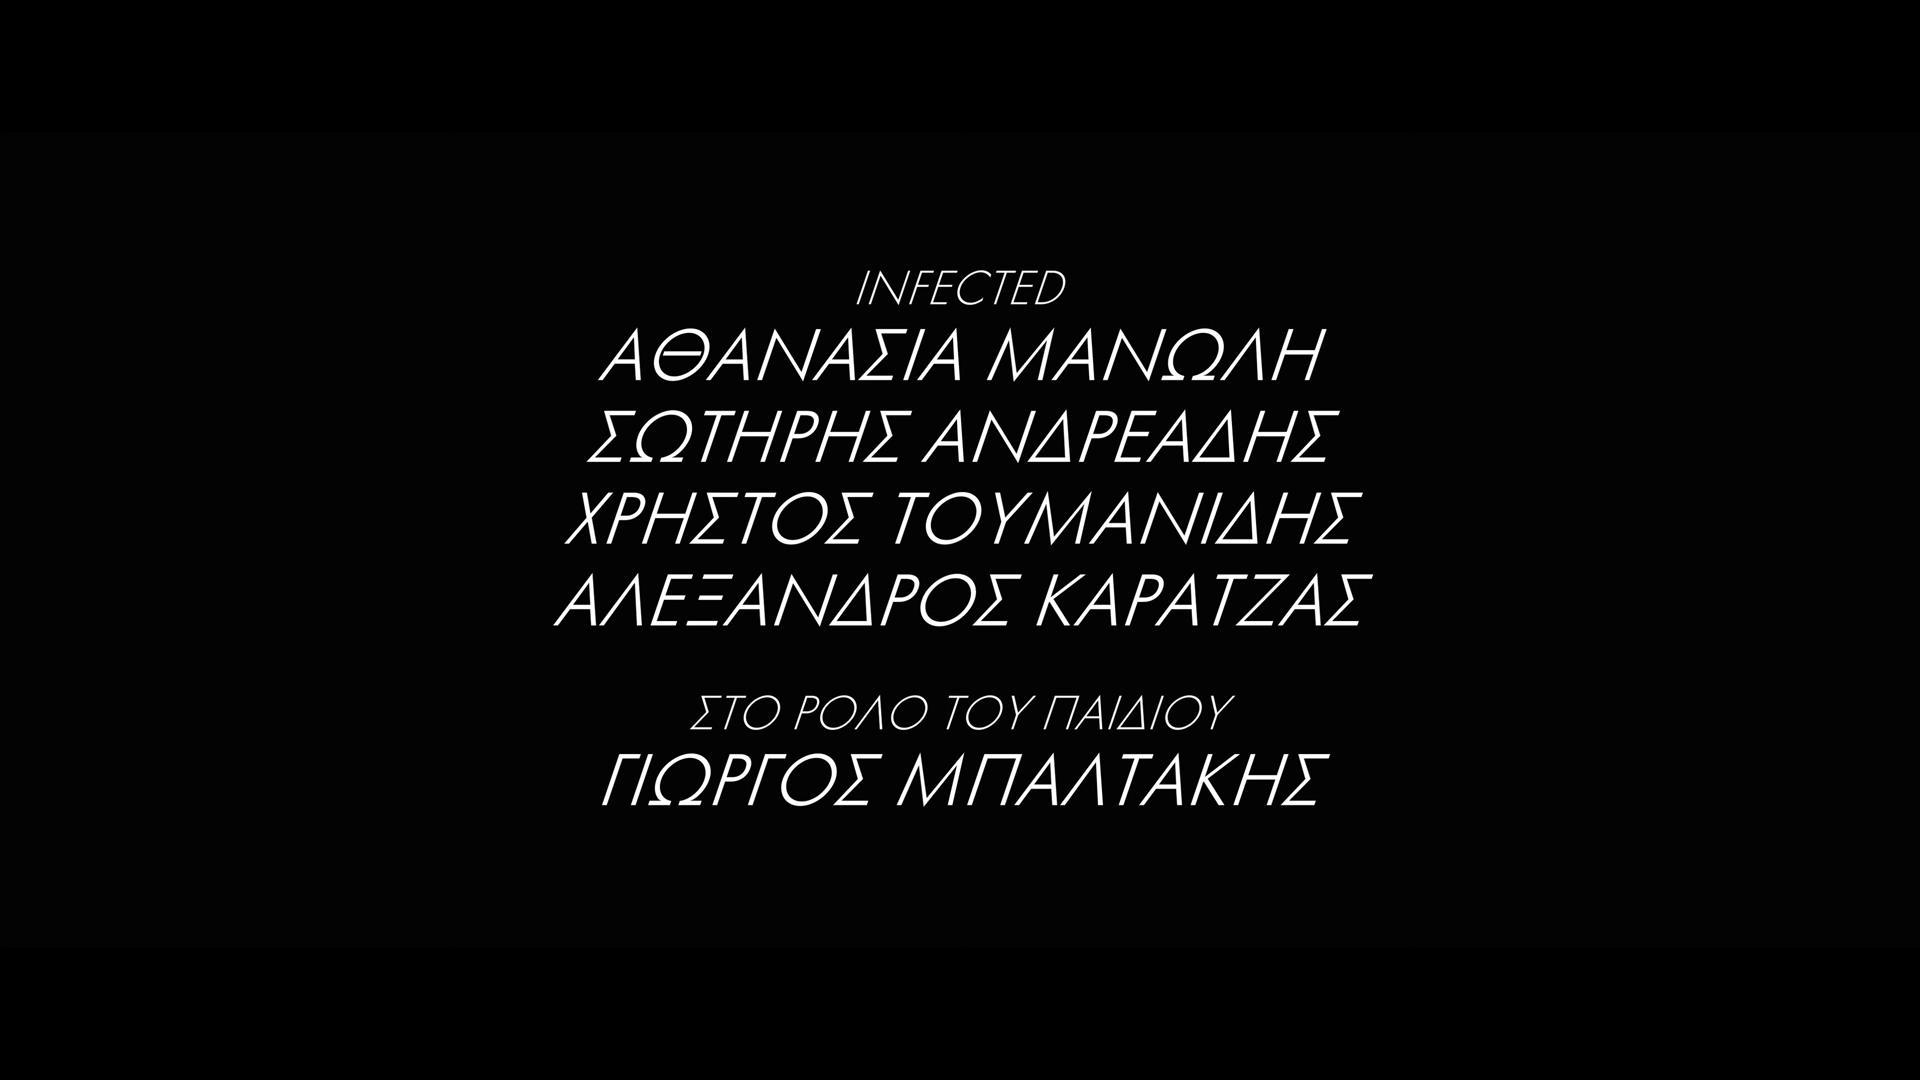 INFECTED
ΑΘΑΝΑΣΙΑ ΜΑΝΩΛΗ
ΣΩΤΗΡΗΣ ΑΝΔΡΕΑΔΗΣ
ΧΡΗΣΤΟΣ ΤΟΥΜΑΝΙΔΗΣ
ΑΛΕΞΑΝΔΡΟΣ ΚΑΡΑΤΖΑΣ
ΣΤΟ ΡΟΛΟ ΤΟΥ ΠΑΙΔΙΟΥ
ΓΙΩΡΓΟΣ ΜΠΑΛΤΑΚΗΣ